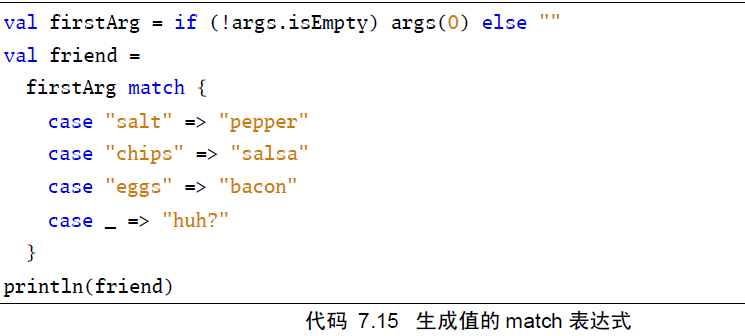 val firstArg = if (!args.isEmpty) args(0) else ""
val friend =
  firstArg match {
    case "salt" => "pepper"
    case "chips" => "salsa"
    case "eggs" => "bacon"
    case _ => "huh?"
  }
println(friend)
代码 7.15 生成值的 match 表达式